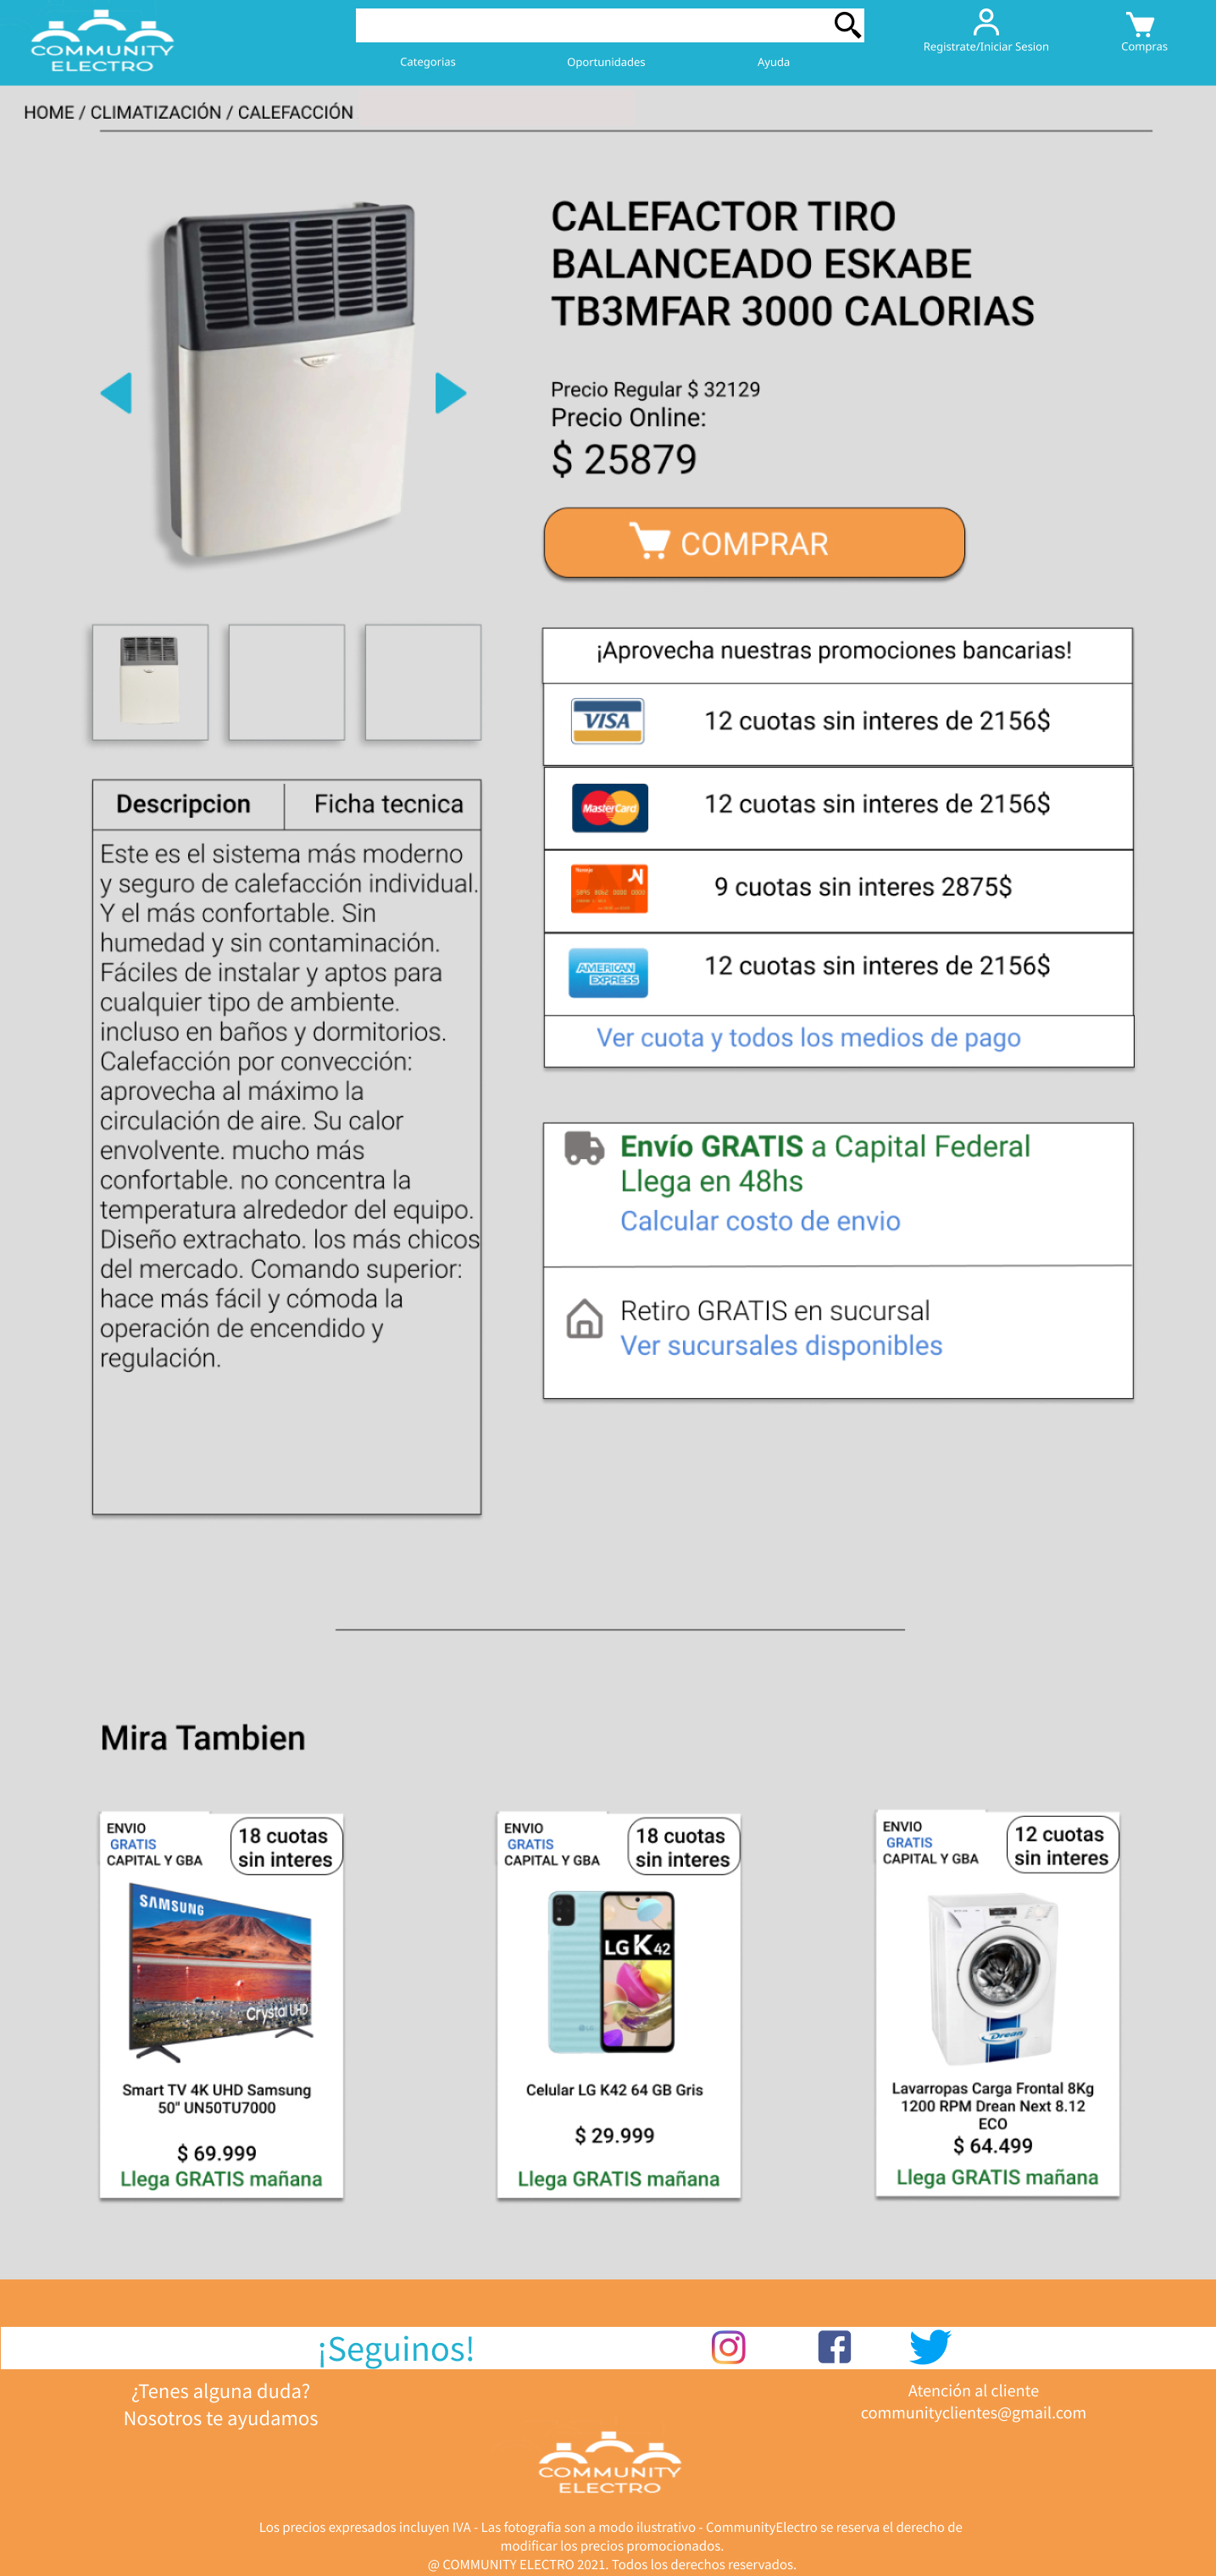 COMMUNITY
ELECTRO
Categorias
Oportunidades
Ayuda
Registrate/Iniciar Sesion
Compras
HOME / CLIMATIZACIÓN / CALEFACCIÓN
CALEFACTOR TIRO
BALANCEADO ESKABE
TB3MFAR 3000 CALORIAS
Precio Regular $ 32129
Precio Online:
$ 25879
COMPRAR
¡Aprovecha nuestras promociones bancarias!
VISA
12 cuotas sin interes de 2156$
MasterCard
12 cuotas sin interes de 2156$
Naranja
9 cuotas sin interes 2875$
AMERICAN
EXPRESS
12 cuotas sin interes de 2156$
Ver cuota y todos los medios de pago
Descripcion
Ficha tecnica
Este es el sistema más moderno
y seguro de calefacción individual.
Y el más confortable. Sin
humedad y sin contaminación.
Fáciles de instalar y aptos para
cualquier tipo de ambiente.
incluso en baños y dormitorios.
Calefacción por convección:
aprovecha al máximo la
circulación de aire. Su calor
envolvente. mucho más
confortable. no concentra la
temperatura alrededor del equipo.
Diseño extrachato. los más chicos
del mercado. Comando superior:
hace más fácil y cómoda la
operación de encendido y
regulación.
Envío GRATIS a Capital Federal
Llega en 48hs
Calcular costo de envio
Retiro GRATIS en sucursal
Ver sucursales disponibles
Mira Tambien
ENVIO
GRATIS
CAPITAL Y GBA
18 cuotas
sin interes
SAMSUNG
Crystal UHD
Smart TV 4K UHD Samsung
50" UN50TU7000
$ 69.999
Llega GRATIS mañana
ENVIO
GRATIS
CAPITAL Y GBA
18 cuotas
sin interes
LG K42
Celular LG K42 64 GB Gris
$ 29.999
Llega GRATIS mañana
ENVIO
GRATIS
CAPITAL Y GBA
12 cuotas
sin interes
Drean
Lavarropas Carga Frontal 8Kg
1200 RPM Drean Next 8.12
ECO
$ 64.499
Llega GRATIS mañana
¡Seguinos!
¿Tenes alguna duda?
Nosotros te ayudamos
Atención al cliente
communityclientes@gmail.com
COMMUNITY
ELECTRO
Los precios expresados incluyen IVA - Las fotografia son a modo ilustrativo - CommunityElectro se reserva el derecho de
modificar los precios promocionados.
@ COMMUNITY ELECTRO 2021. Todos los derechos reservados.